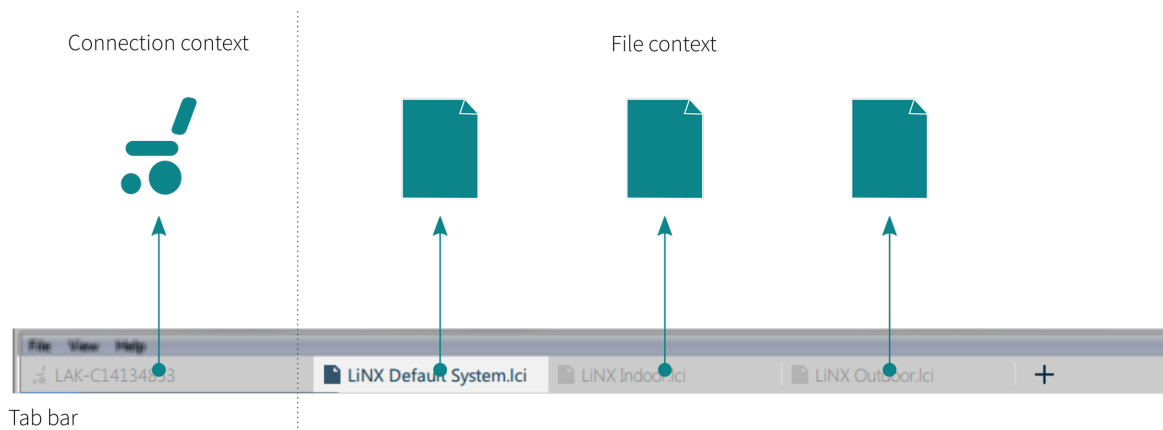 Connection context
File context
File View Help
LAK-C14134833
LiNX Default System.lci
LiNX Indoor.lci
LiNX Outdoor.lci
+
Tab bar